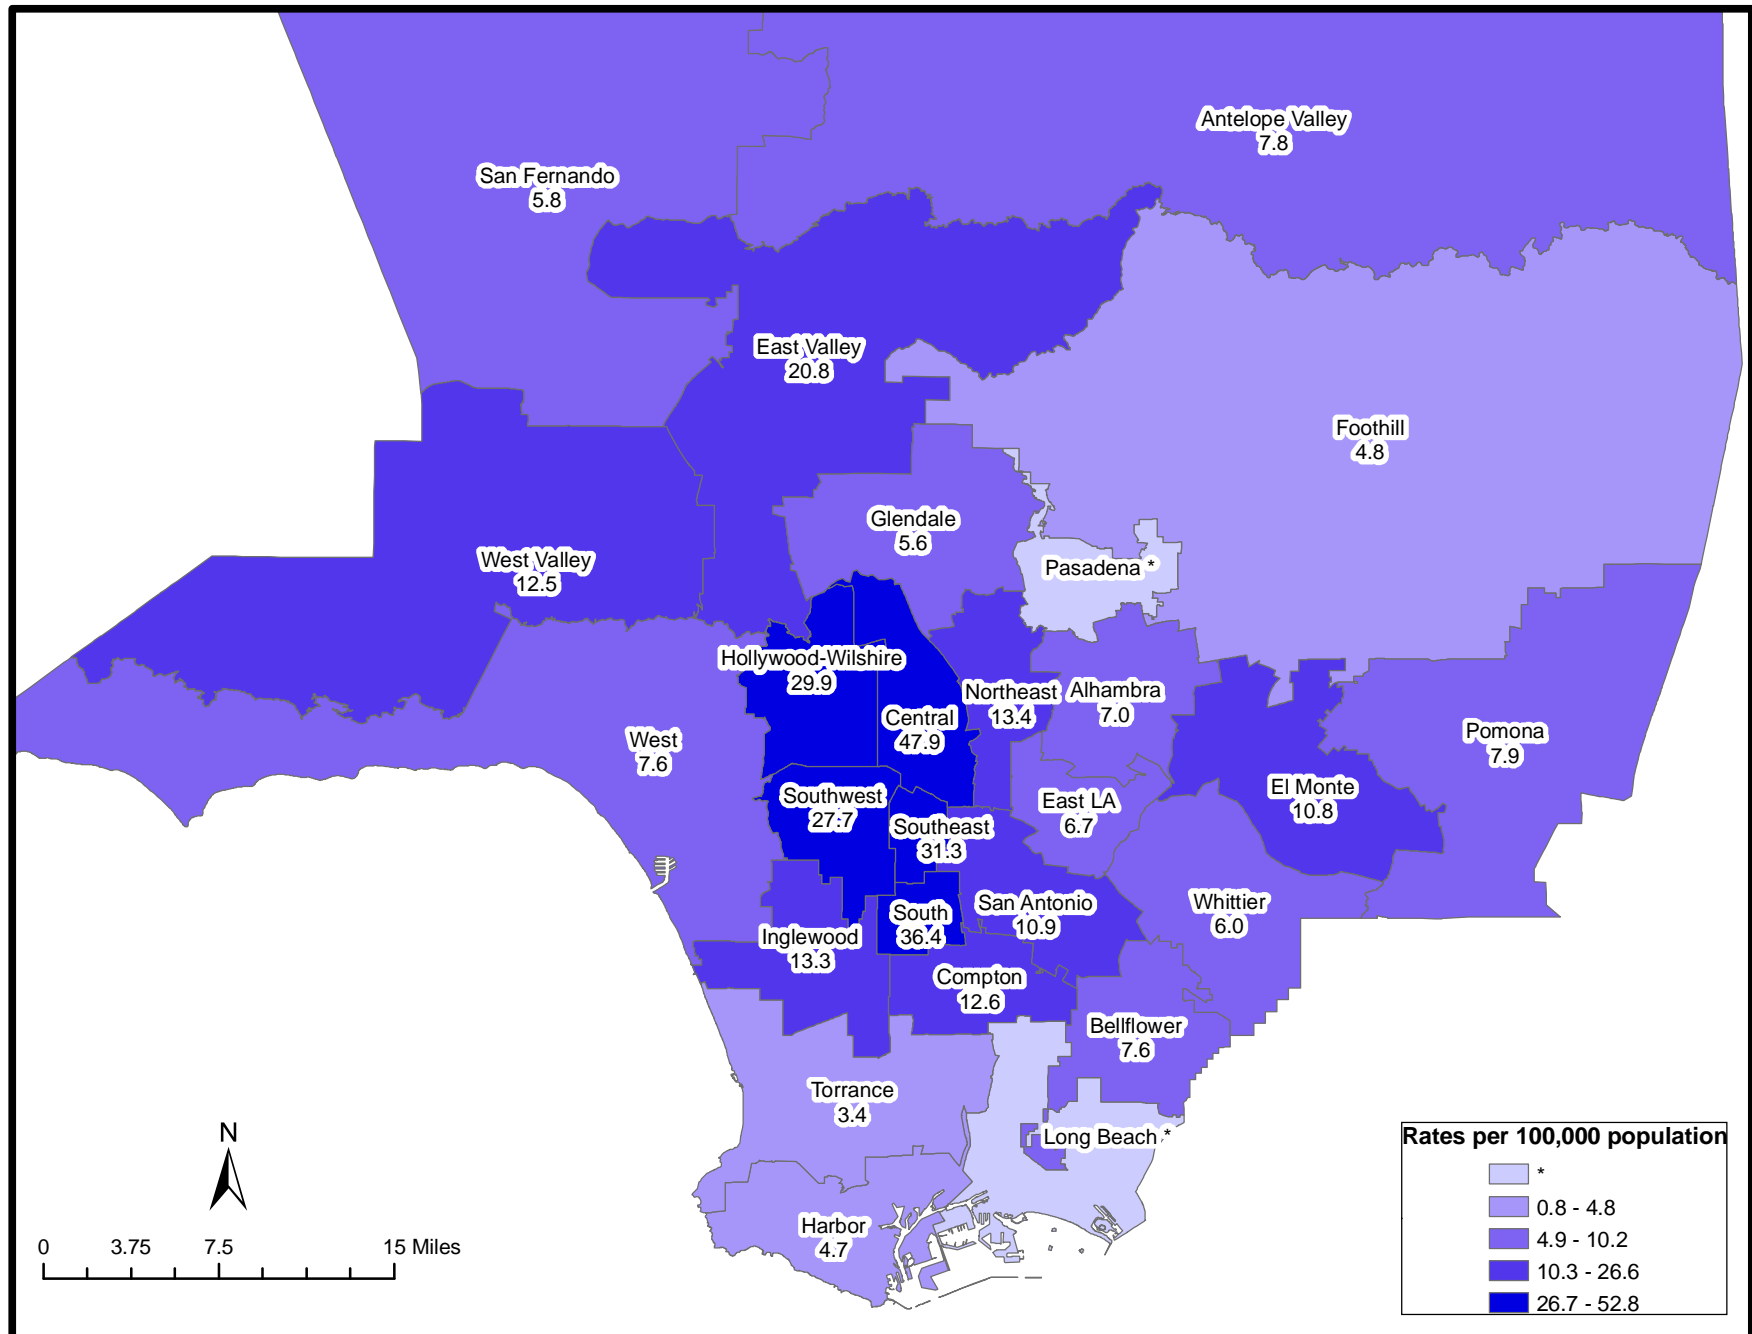 Antelope Valley
7.8
San Fernando
5.8
East Valley
20.8
Foothill
4.8
Glendale
5.6
West Valley
12.5
Pasadena *
Hollywood-Wilshire
29.9
Northeast
13.4
Alhambra
7.0
Central
47.9
West
7.6
Pomona
7.9
El Monte
10.8
Southwest
27.7
East LA
6.7
Southeast
31.3
Whittier
6.0
San Antonio
10.9
South
36.4
Inglewood
13.3
Compton
12.6
Bellflower
7.6
Torrance
3.4
Long Beach *
Harbor
4.7
N
0 3.75 7.5 15 Miles
Rates per 100,000 population
*
0.8 - 4.8
4.9 - 10.2
10.3 - 26.6
26.7 - 52.8